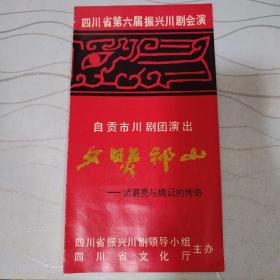 四川省第六届振兴川剧会演
自贡市川剧团演出
夕照祁山
——诸葛亮与魏延的传奇
四川省振兴川剧领导小组
四川省文化厅
主办